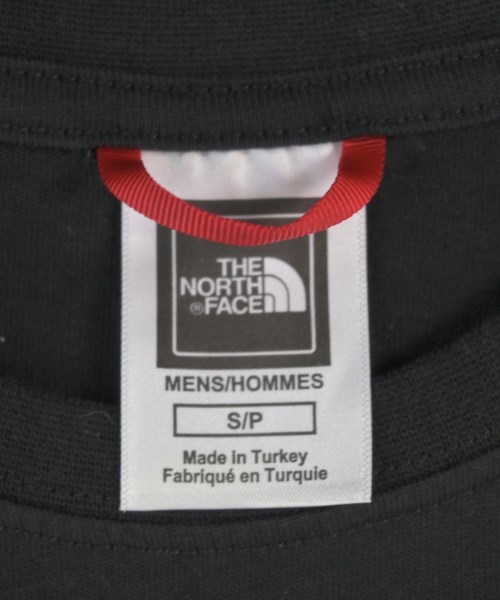 THE
NORTH
®FACE
MENS/HOMMES
S/P
Made in Turkey
Fabriqué en Turquie